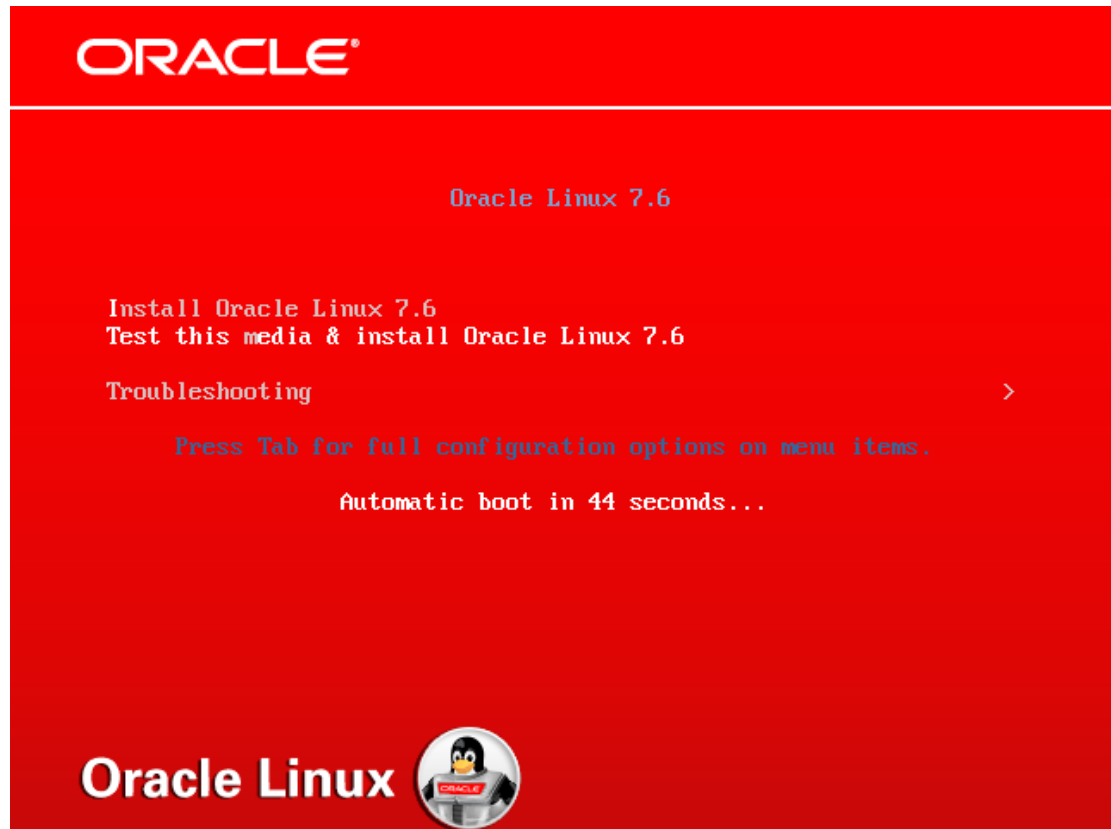 ORACLE®
Oracle Linux 7.6
Install Oracle Linux 7.6
Test this media & install Oracle Linux 7.6
Troubleshooting >
Press Tab for full configuration options on menu items.
Automatic boot in 44 seconds...
Oracle Linux
ORACLE